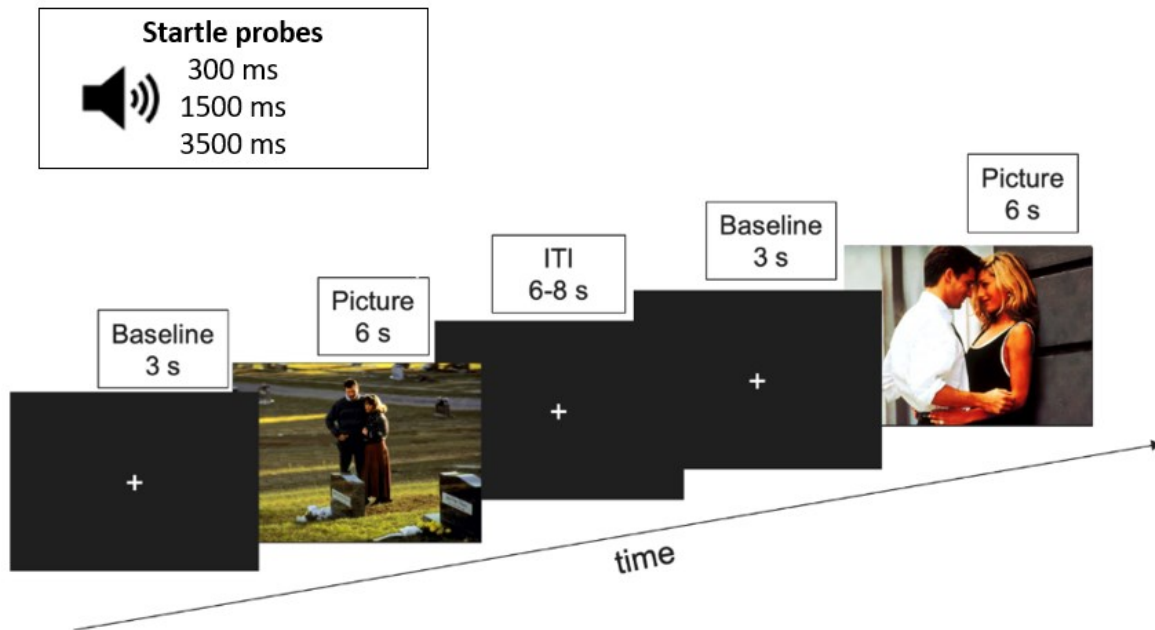 Startle probes
300 ms
1500 ms
3500 ms
Baseline
3 s
Picture
6 s
ITI
6-8 s
Baseline
3 s
Picture
6 s
time